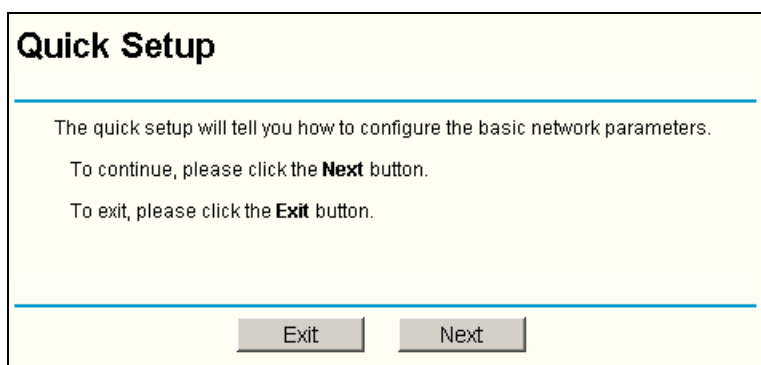 Quick Setup
The quick setup will tell you how to configure the basic network parameters.
To continue, please click the Next button.
To exit, please click the Exit button.
Exit Next